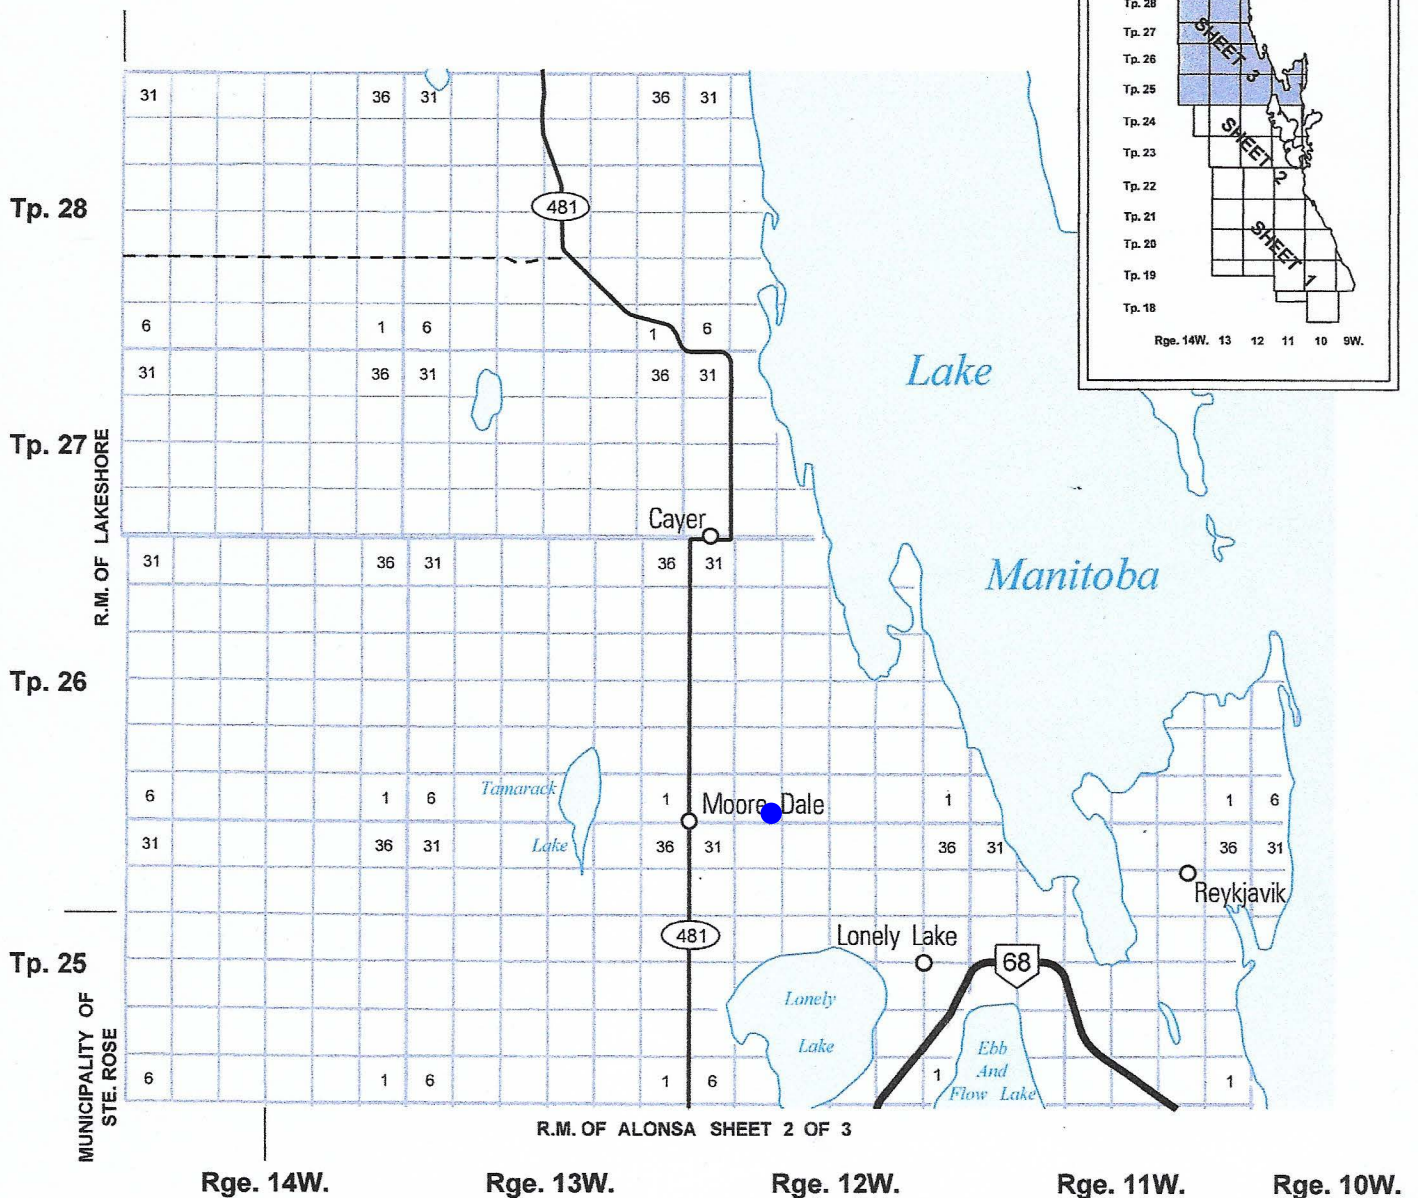 Tp. 28
Tp. 27
Tp. 26
Tp. 25
Tp. 24
Tp. 23
Tp. 22
Tp. 21
Tp. 20
Tp. 19
Tp. 18
SHEET 3
SHEET 2
SHEET 1
Rge. 14W. 13 12 11 10 9W.
31 36 31 36 31
Tp. 28
481
6 1 6 1 6
31 36 31 36 31
Lake
Tp. 27
R.M. OF LAKESHORE
Cayer
31 36 31 36 31
Manitoba
Tp. 26
Tamarack
Lake
6 1 6 1 1 1 6
Moore Dale
31 36 31 36 31 36 31 36 31
Reykjavik
481
Lonely Lake
68
Tp. 25
Lonely
Lake
Ebb
And
Flow Lake
MUNICIPALITY OF
STE. ROSE
6 1 6 1 6 1 1
R.M. OF ALONSA SHEET 2 OF 3
Rge. 14W. Rge. 13W. Rge. 12W. Rge. 11W. Rge. 10W.